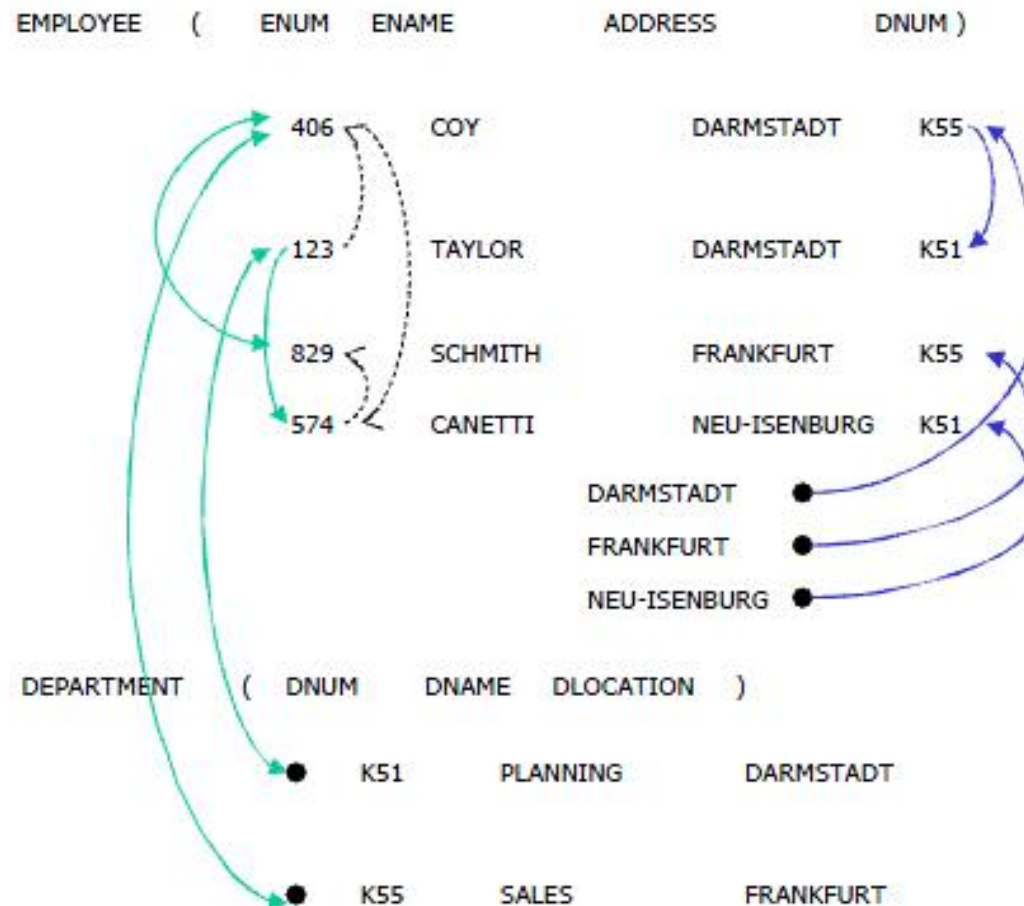 EMPLOYEE ( ENUM ENAME ADDRESS DNUM )
406 COY DARMSTADT K55
123 TAYLOR DARMSTADT K51
829 SCHMITH FRANKFURT K55
574 CANETTI NEU-ISENBURG K51
DARMSTADT
FRANKFURT
NEU-ISENBURG
DEPARTMENT ( DNUM DNAME DLOCATION )
K51 PLANNING DARMSTADT
K55 SALES FRANKFURT